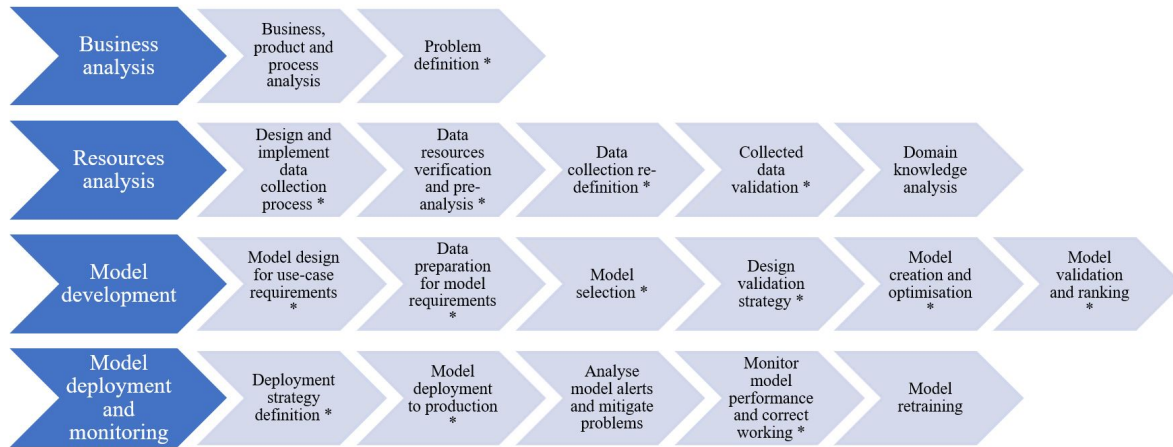 Business
analysis
Business,
product and
process
analysis
Problem
definition *
Resources
analysis
Design and
implement
data
collection
process *
Data
resources
verification
and pre-
analysis *
Data
collection re-
definition *
Collected
data
validation *
Domain
knowledge
analysis
Model
development
Model design
for use-case
requirements
*
Data
preparation
for model
requirements
*
Model
selection *
Design
validation
strategy *
Model
creation and
optimisation
*
Model
validation
and ranking
*
Model
deployment
and
monitoring
Deployment
strategy
definition *
Model
deployment
to production
*
Analyse
model alerts
and mitigate
problems
Monitor
model
performance
and correct
working *
Model
retraining